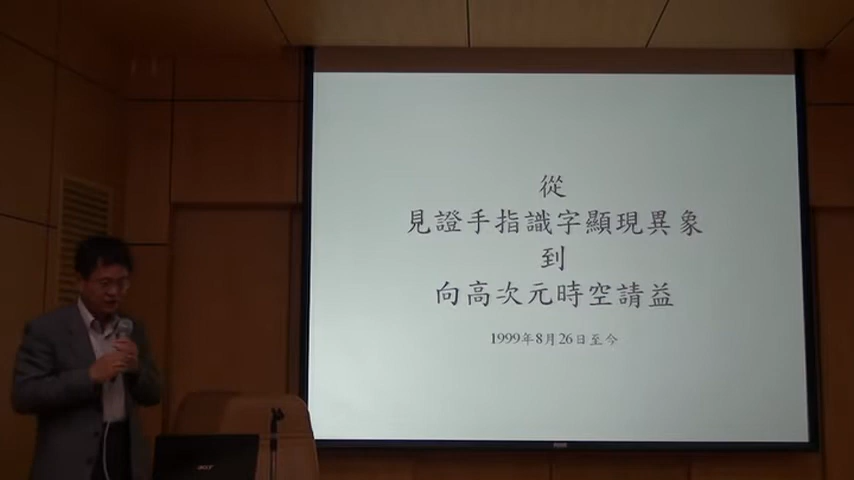 從
見證手指識字顯現異象
到
向高次元時空請益
1999年8月26日至今
acer